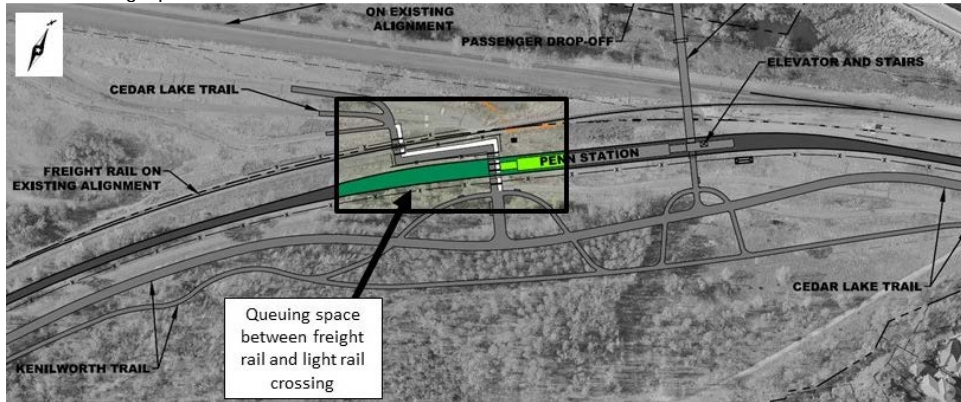 ON EXISTING
ALIGNMENT
PASSENGER DROP-OFF
ELEVATOR AND STAIRS
CEDAR LAKE TRAIL
PENN STATION
FREIGHT RAIL ON
EXISTING ALIGNMENT
CEDAR LAKE TRAIL
Queuing space
between freight
rail and light rail
crossing
KENILWORTH TRAIL